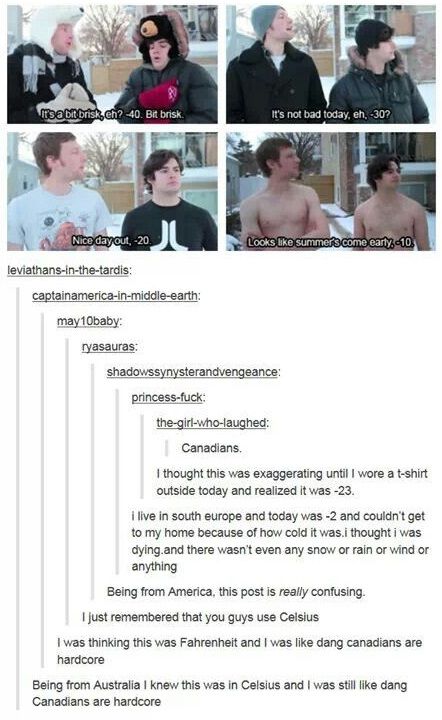 It's a bit brisk, eh? -40. Bit brisk.
It's not bad today, eh, -30?
Nice day out, -20.
Looks like summer's come early, -10.
leviathans-in-the-tardis:
captainamerica-in-middle-earth:
may10baby:
ryasauras:
shadowssynysterandvengeance:
princess-fuck:
the-girl-who-laughed:
Canadians.
I thought this was exaggerating until I wore a t-shirt
outside today and realized it was -23.
i live in south europe and today was -2 and couldn't get
to my home because of how cold it was.i thought i was
dying.and there wasn't even any snow or rain or wind or
anything
Being from America, this post is really confusing.
I just remembered that you guys use Celsius
I was thinking this was Fahrenheit and I was like dang canadians are
hardcore
Being from Australia I knew this was in Celsius and I was still like dang
Canadians are hardcore